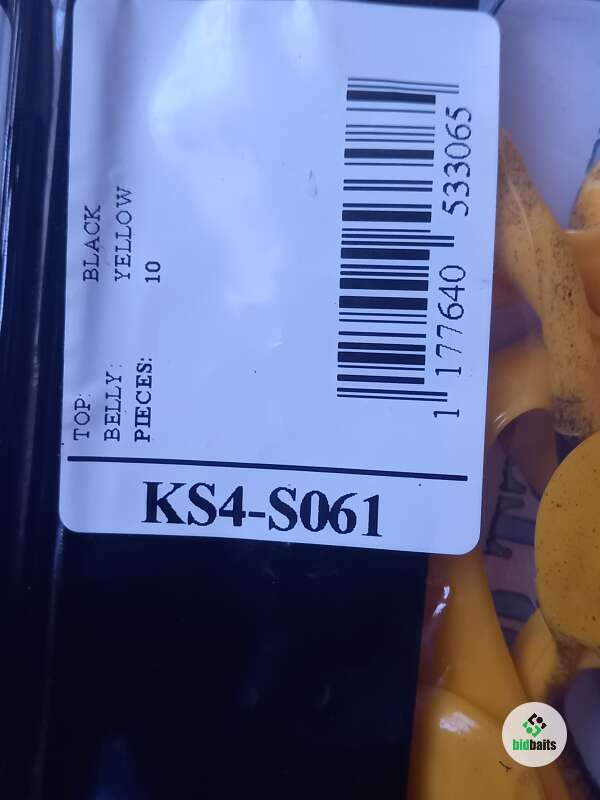 TOP: BLACK
BELLY: YELLOW
PIECES: 10
1 177640 533065
KS4-S061
bidbaits